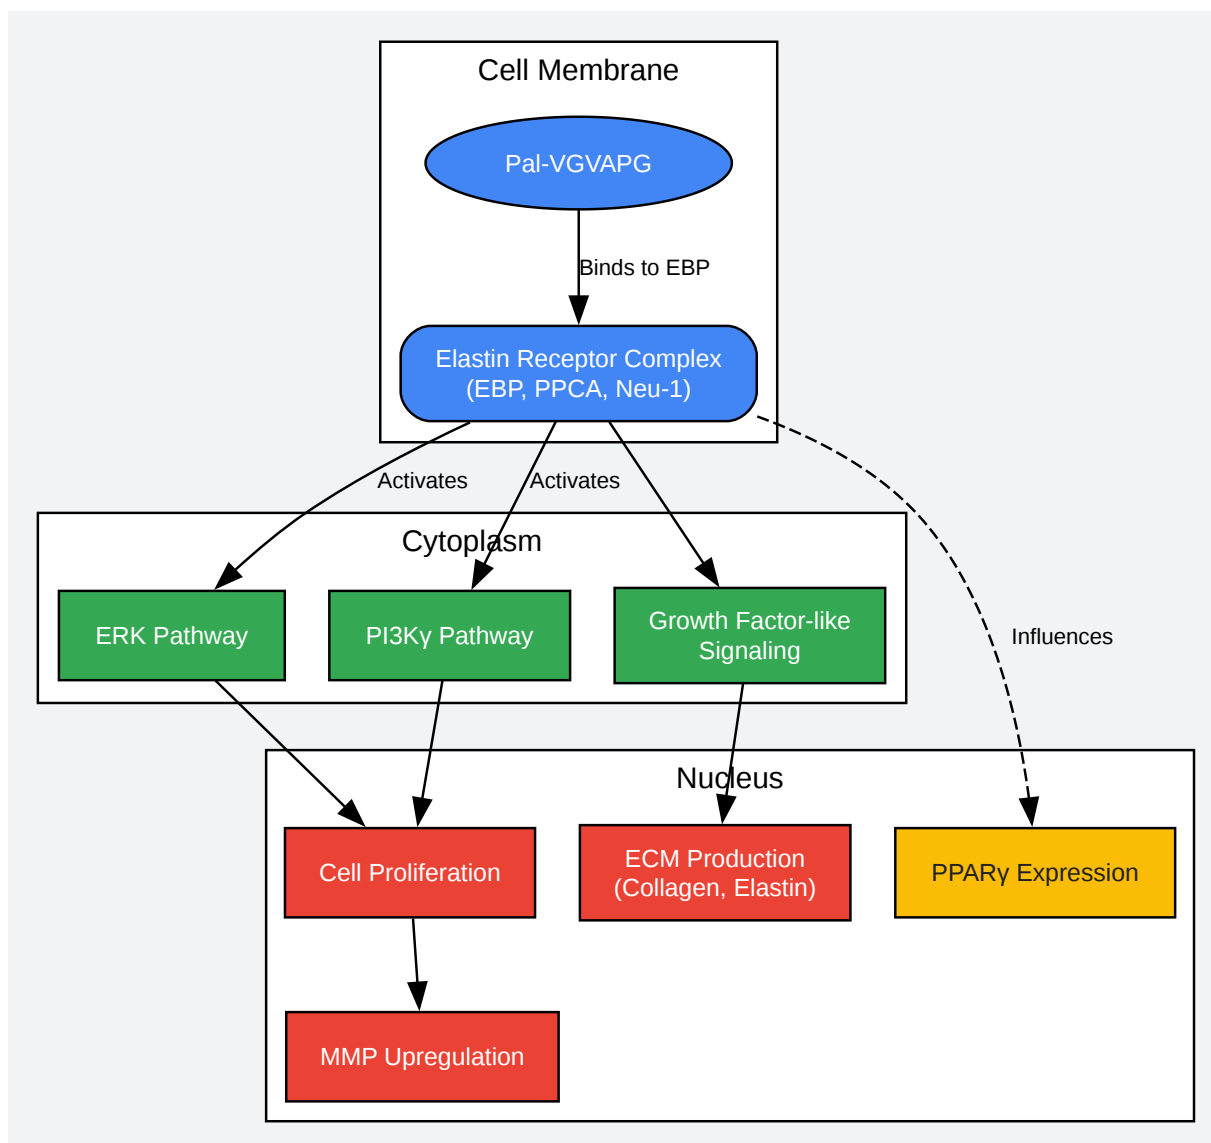 Cell Membrane
Pal-VGVAPG
Binds to EBP
Elastin Receptor Complex
(EBP, PPCA, Neu-1)
Activates
Activates
Cytoplasm
ERK Pathway
PI3Kγ Pathway
Growth Factor-like
Signaling
Influences
Nucleus
Cell Proliferation
ECM Production
(Collagen, Elastin)
PPARγ Expression
MMP Upregulation